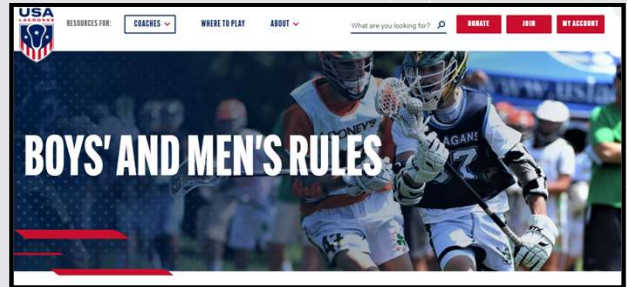 USA
LACROSSE
RESOURCES FOR:
COACHES
WHERE TO PLAY
ABOUT
What are you looking for?
DONATE
JOIN
MY ACCOUNT
BOYS' AND MEN'S RULES